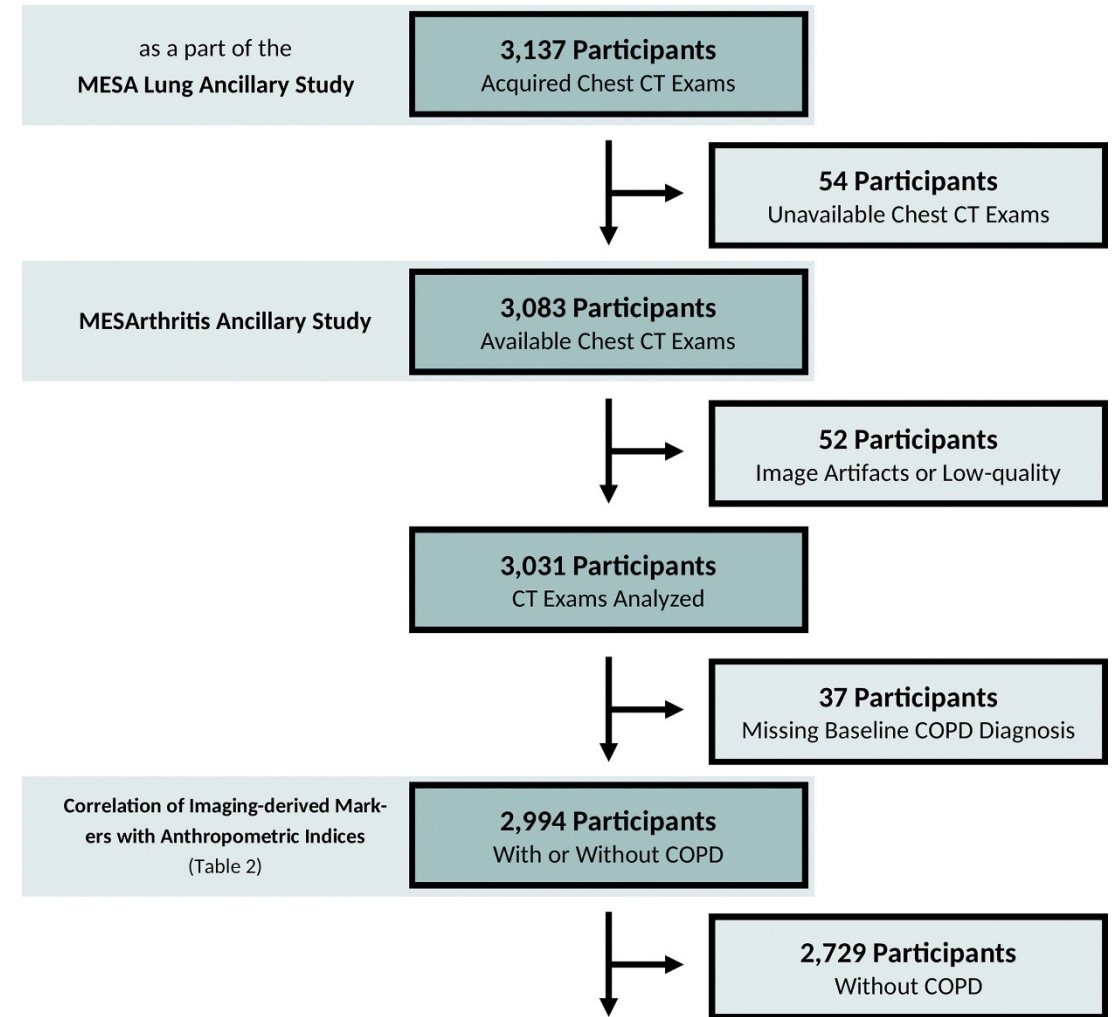 as a part of the
MESA Lung Ancillary Study
3,137 Participants
Acquired Chest CT Exams
54 Participants
Unavailable Chest CT Exams
MESArthritis Ancillary Study
3,083 Participants
Available Chest CT Exams
52 Participants
Image Artifacts or Low-quality
3,031 Participants
CT Exams Analyzed
37 Participants
Missing Baseline COPD Diagnosis
Correlation of Imaging-derived Mark-
ers with Anthropometric Indices
(Table 2)
2,994 Participants
With or Without COPD
2,729 Participants
Without COPD